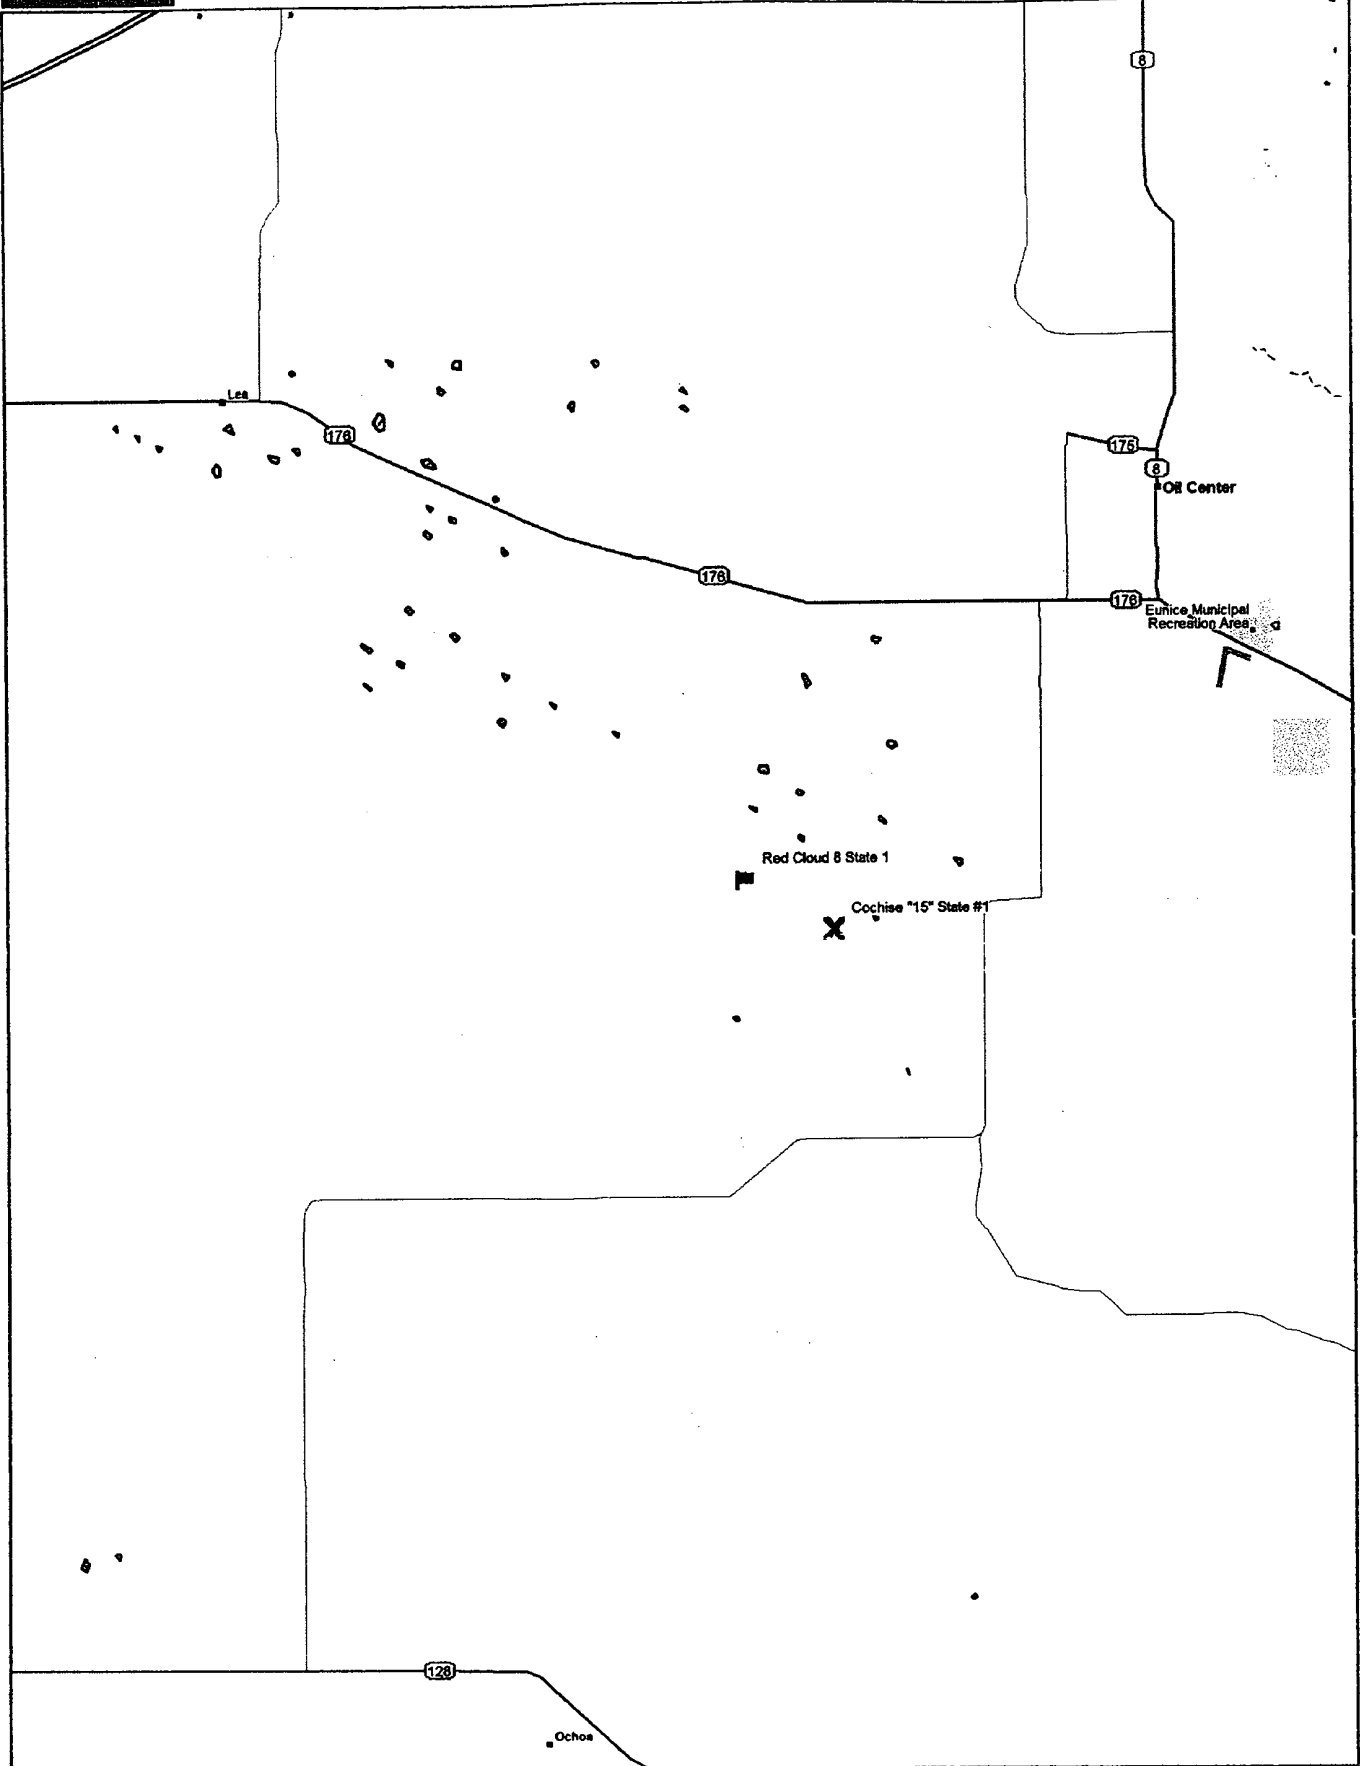 8
Lea
176
175
8
Oil Center
176
176
Eunice Municipal
Recreation Area
Red Cloud 8 State 1
Cochise "15" State #1
128
Ochoa